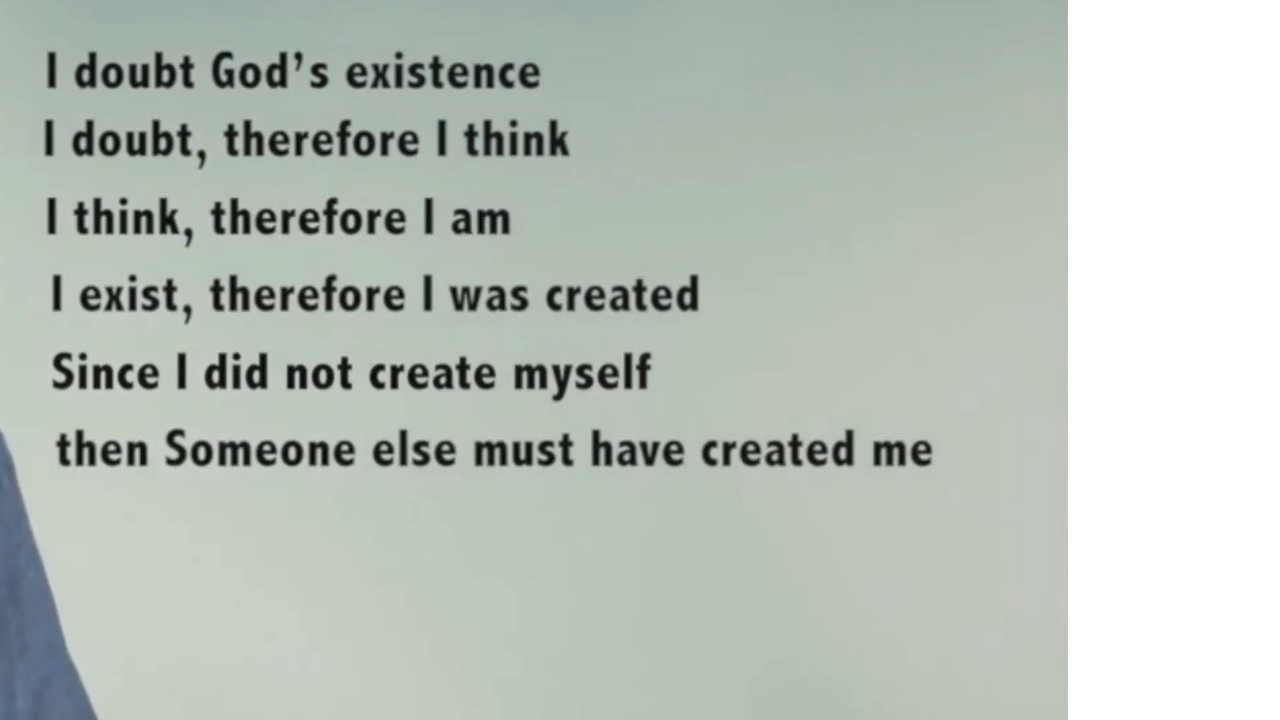 I doubt God’s existence
I doubt, therefore I think
I think, therefore I am
I exist, therefore I was created
Since I did not create myself
then Someone else must have created me